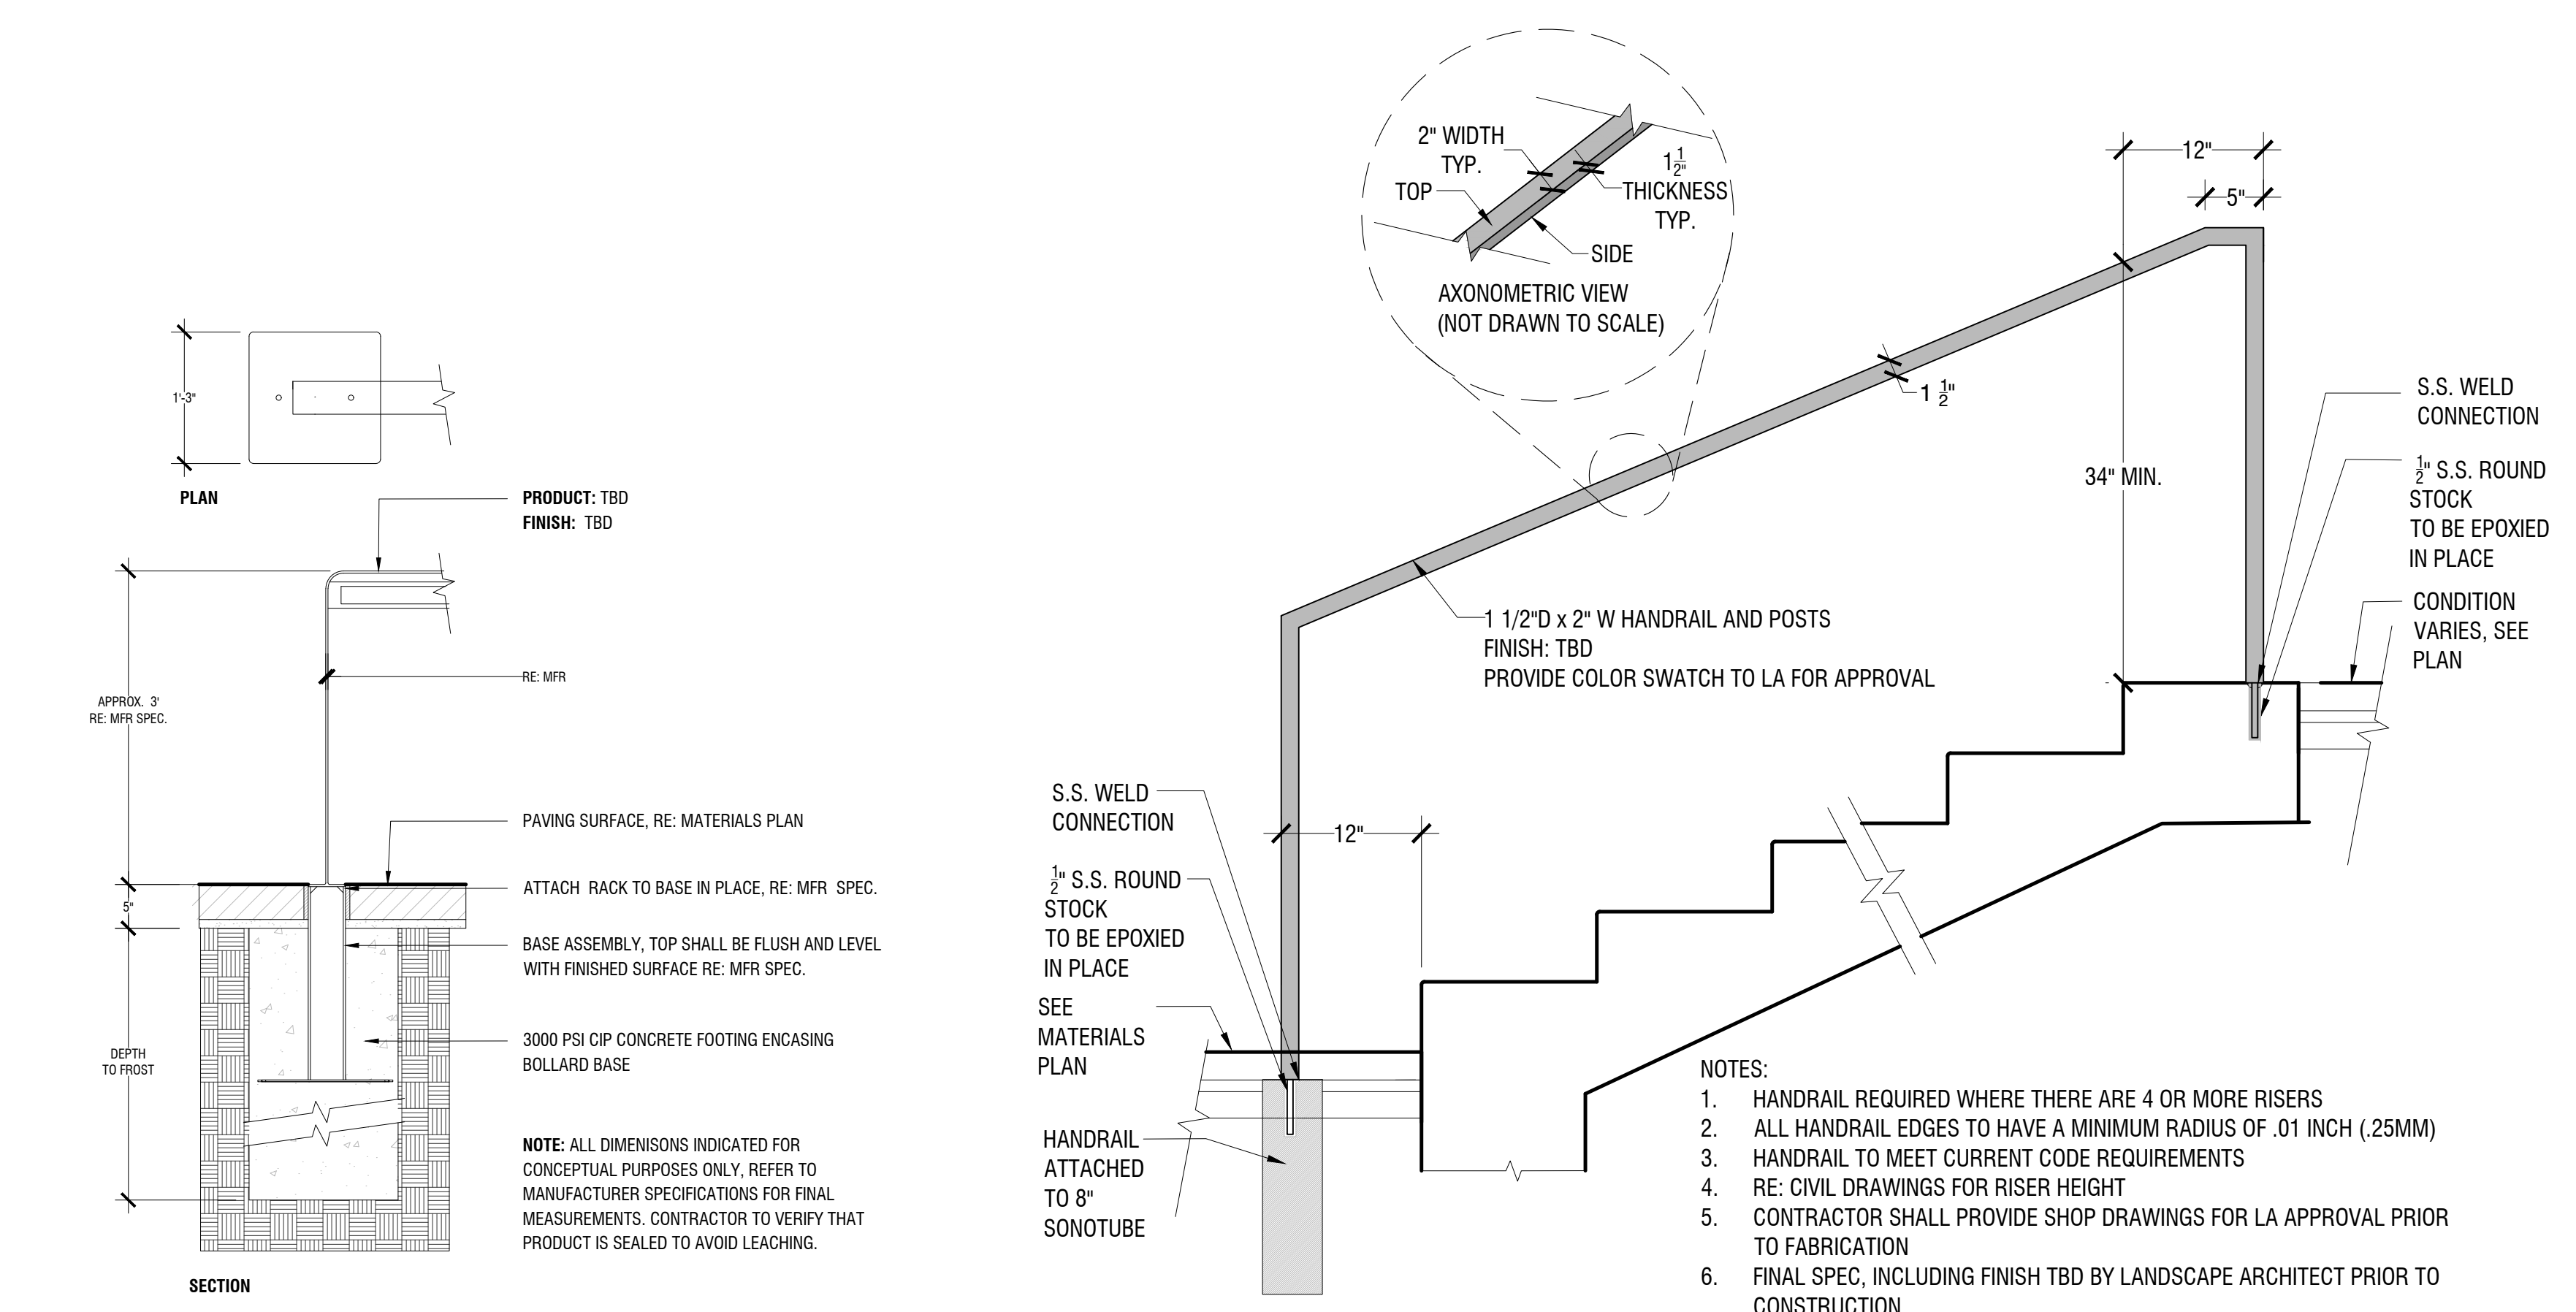 1'-3"
PLAN
PRODUCT: TBD
FINISH: TBD
RE: MFR
APPROX. 3'
RE: MFR SPEC.
PAVING SURFACE, RE: MATERIALS PLAN
ATTACH RACK TO BASE IN PLACE, RE: MFR SPEC.
5"
BASE ASSEMBLY, TOP SHALL BE FLUSH AND LEVEL
WITH FINISHED SURFACE RE: MFR SPEC.
3000 PSI CIP CONCRETE FOOTING ENCASING
BOLLARD BASE
DEPTH
TO FROST
NOTE: ALL DIMENISONS INDICATED FOR
CONCEPTUAL PURPOSES ONLY, REFER TO
MANUFACTURER SPECIFICATIONS FOR FINAL
MEASUREMENTS. CONTRACTOR TO VERIFY THAT
PRODUCT IS SEALED TO AVOID LEACHING.
SECTION
2" WIDTH
TYP.
TOP
1 1/2"
THICKNESS
TYP.
SIDE
AXONOMETRIC VIEW
(NOT DRAWN TO SCALE)
12"
5"
1 1/2"
34" MIN.
S.S. WELD
CONNECTION
1/2" S.S. ROUND
STOCK
TO BE EPOXIED
IN PLACE
CONDITION
VARIES, SEE
PLAN
1 1/2"D x 2" W HANDRAIL AND POSTS
FINISH: TBD
PROVIDE COLOR SWATCH TO LA FOR APPROVAL
S.S. WELD
CONNECTION
12"
1/2" S.S. ROUND
STOCK
TO BE EPOXIED
IN PLACE
SEE
MATERIALS
PLAN
HANDRAIL
ATTACHED
TO 8"
SONOTUBE
NOTES:
1. HANDRAIL REQUIRED WHERE THERE ARE 4 OR MORE RISERS
2. ALL HANDRAIL EDGES TO HAVE A MINIMUM RADIUS OF .01 INCH (.25MM)
3. HANDRAIL TO MEET CURRENT CODE REQUIREMENTS
4. RE: CIVIL DRAWINGS FOR RISER HEIGHT
5. CONTRACTOR SHALL PROVIDE SHOP DRAWINGS FOR LA APPROVAL PRIOR
TO FABRICATION
6. FINAL SPEC, INCLUDING FINISH TBD BY LANDSCAPE ARCHITECT PRIOR TO
CONSTRUCTION